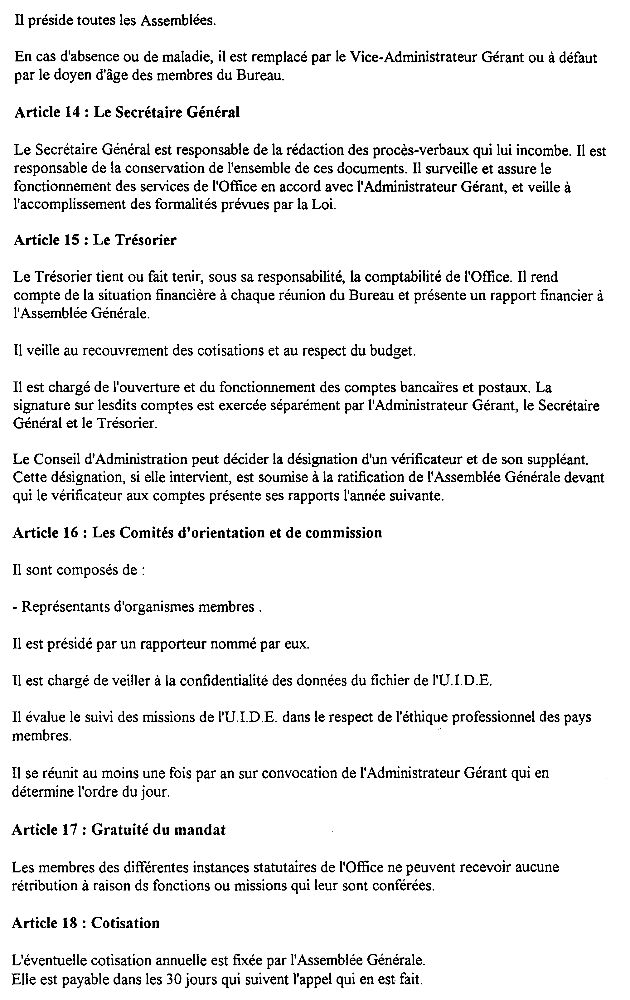 Il préside toutes les Assemblées.
En cas d'absence ou de maladie, il est remplacé par le Vice-Administrateur Gérant ou à défaut
par le doyen d'âge des membres du Bureau.
Article 14 : Le Secrétaire Général
Le Secrétaire Général est responsable de la rédaction des procès-verbaux qui lui incombe. Il est
responsable de la conservation de l'ensemble de ces documents. Il surveille et assure le
fonctionnement des services de l'Office en accord avec l'Administrateur Gérant, et veille à
l'accomplissement des formalités prévues par la Loi.
Article 15 : Le Trésorier
Le Trésorier tient ou fait tenir, sous sa responsabilité, la comptabilité de l'Office. Il rend
compte de la situation financière à chaque réunion du Bureau et présente un rapport financier à
l'Assemblée Générale.
Il veille au recouvrement des cotisations et au respect du budget.
Il est chargé de l'ouverture et du fonctionnement des comptes bancaires et postaux. La
signature sur lesdits comptes est exercée séparément par l'Administrateur Gérant, le Secrétaire
Général et le Trésorier.
Le Conseil d'Administration peut décider la désignation d'un vérificateur et de son suppléant.
Cette désignation, si elle intervient, est soumise à la ratification de l'Assemblée Générale devant
qui le vérificateur aux comptes présente ses rapports l'année suivante.
Article 16 : Les Comités d'orientation et de commission
Il sont composés de :
- Représentants d'organismes membres .
Il est présidé par un rapporteur nommé par eux.
Il est chargé de veiller à la confidentialité des données du fichier de l'U.I.D.E.
Il évalue le suivi des missions de l'U.I.D.E. dans le respect de l'éthique professionnel des pays
membres.
Il se réunit au moins une fois par an sur convocation de l'Administrateur Gérant qui en
détermine l'ordre du jour.
Article 17 : Gratuité du mandat
Les membres des différentes instances statutaires de l'Office ne peuvent recevoir aucune
rétribution à raison ds fonctions ou missions qui leur sont conférées.
Article 18 : Cotisation
L'éventuelle cotisation annuelle est fixée par l'Assemblée Générale.
Elle est payable dans les 30 jours qui suivent l'appel qui en est fait.